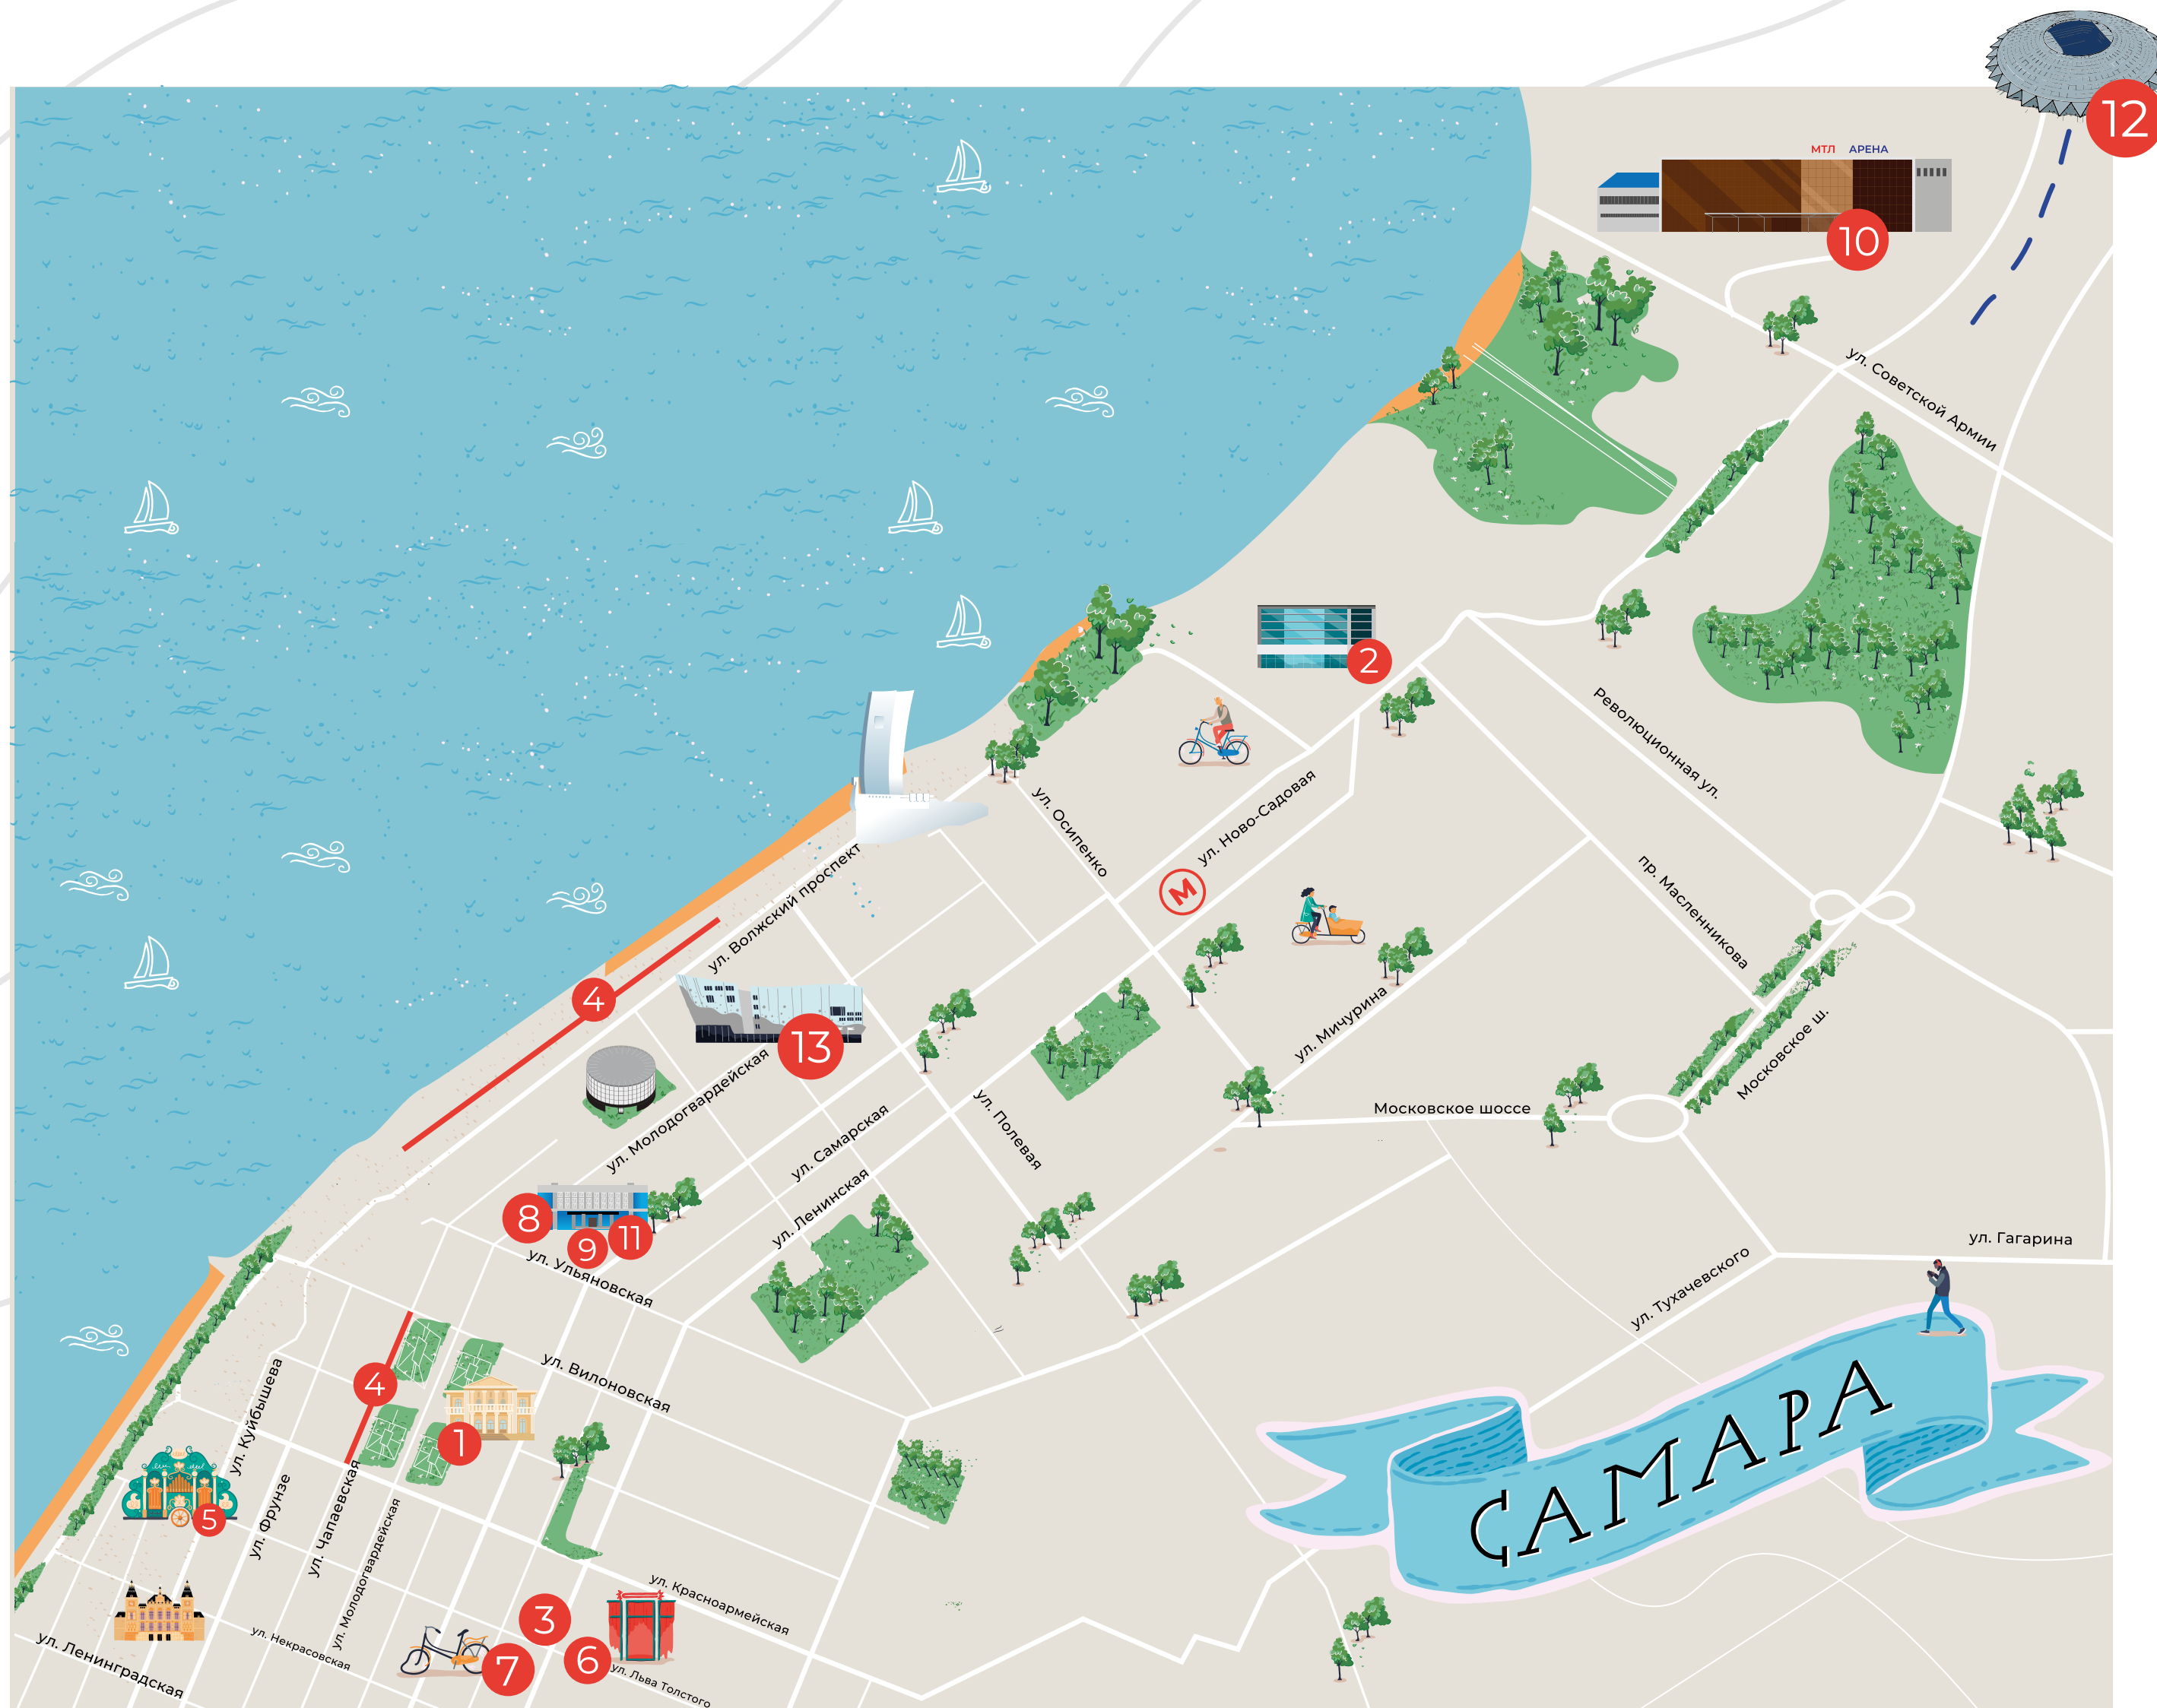 12
МТЛ АРЕНА
10
ул. Советской Армии
2
Революционная ул.
ул. Осипенко
ул. Ново-Садовая
М
ул. Волжский проспект
пр. Масленникова
4
13
ул. Мичурина
Московское ш.
ул. Молодогвардейская
ул. Самарская
ул. Полевая
Московское шоссе
ул. Ленинская
8
9
11
ул. Ульяновская
ул. Гагарина
ул. Тухачевского
ул. Вилоновская
4
1
ул. Куйбышева
САМАРА
5
ул. Фрунзе
ул. Чапаевская
ул. Молодогвардейская
ул. Красноармейская
3
6
7
ул. Некрасовская
ул. Льва Толстого
ул. Ленинградская